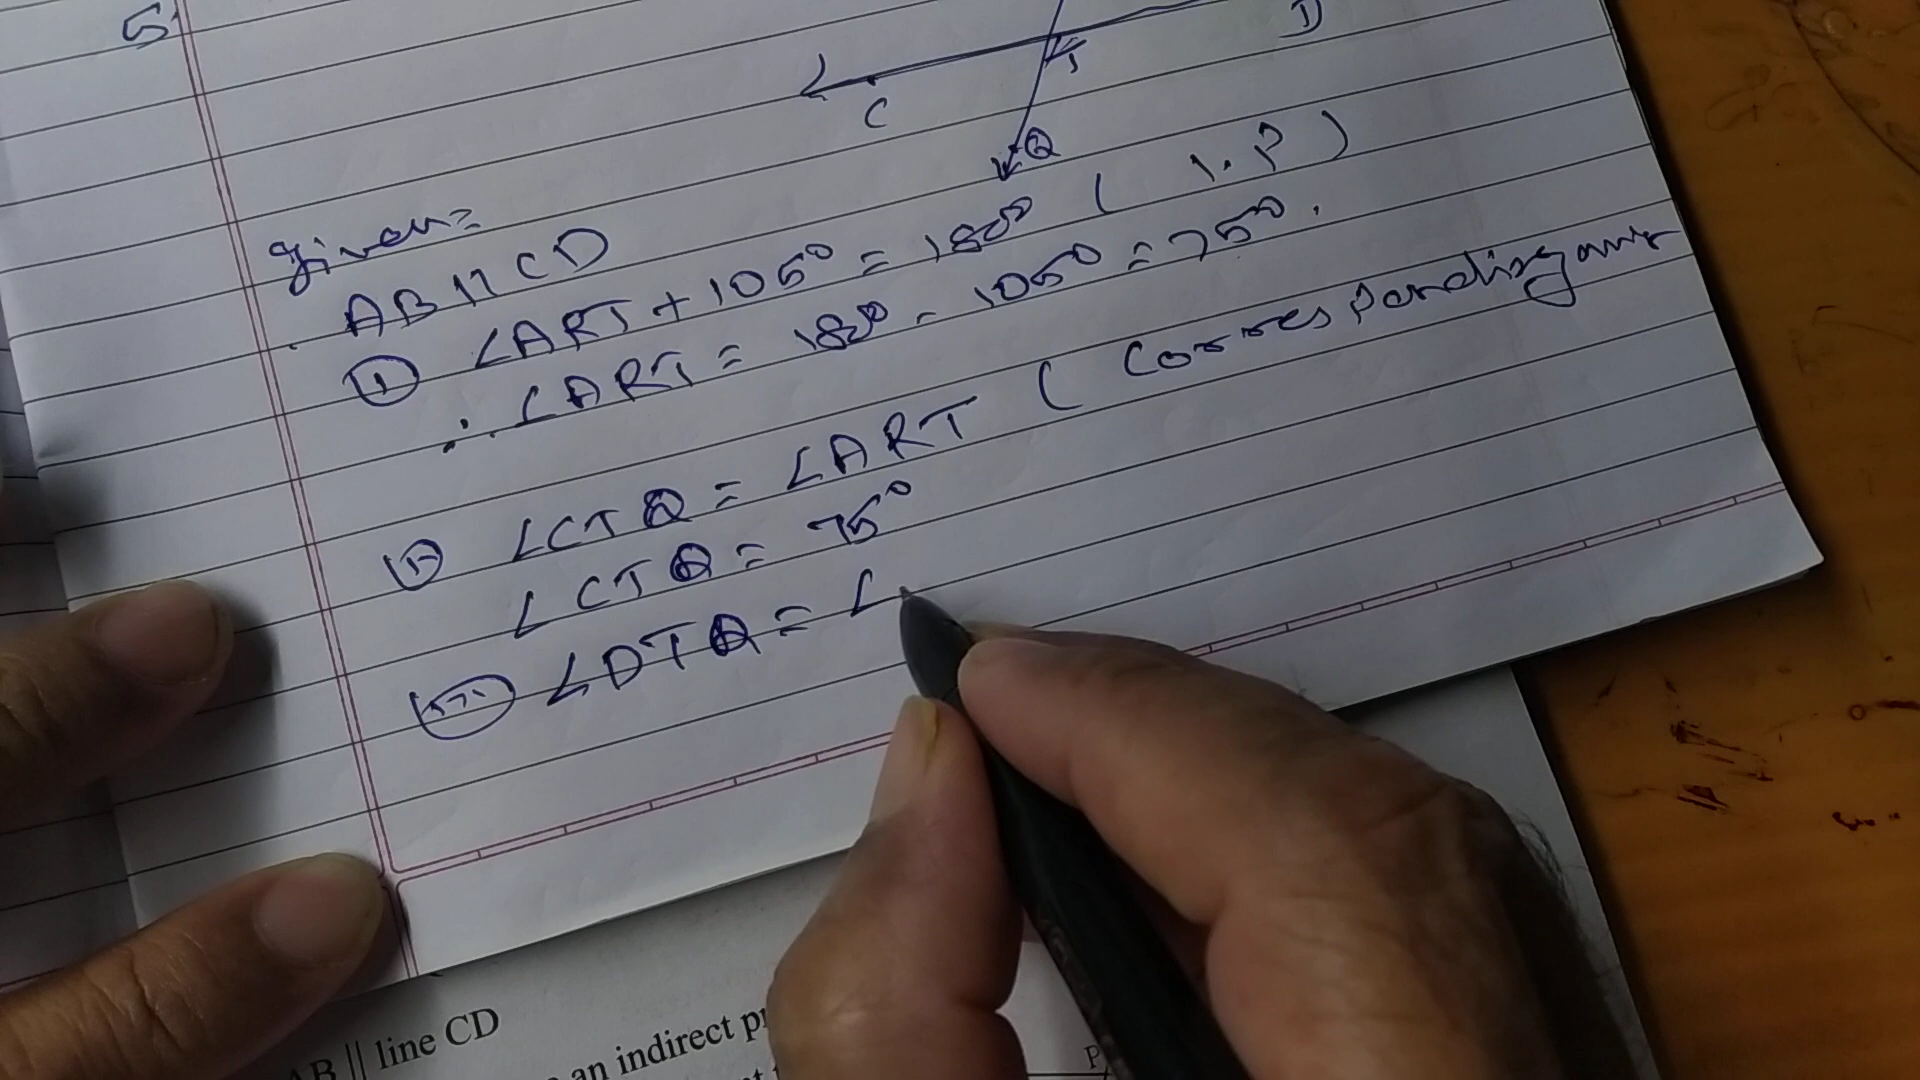 5
D
T
C
Q
Given =
AB || CD
(i) ∠ART + 105° = 180° ( l.P )
∴ ∠ART = 180° - 105° = 75°.
(ii) ∠CTQ = ∠ART ( Corresponding
∠CTQ = 75°
(iii) ∠DTQ = ∠
AB || line CD
an indirect
P